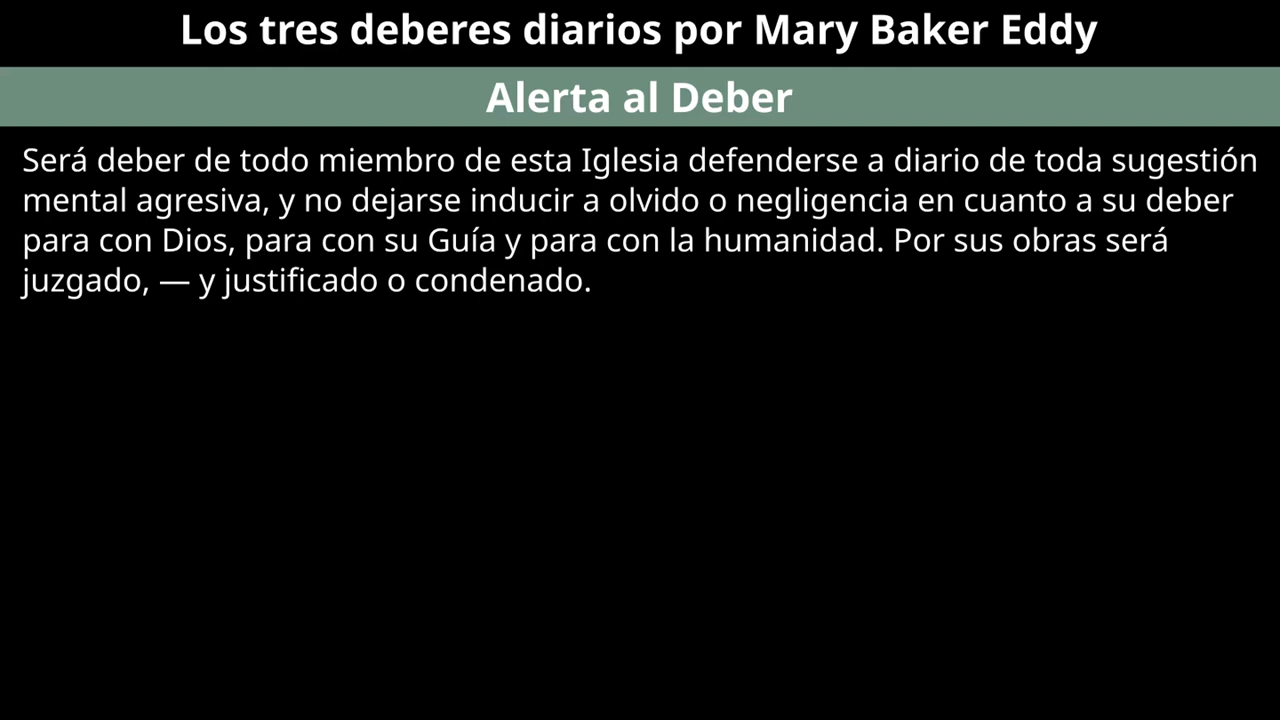 Los tres deberes diarios por Mary Baker Eddy
Alerta al Deber
Será deber de todo miembro de esta Iglesia defenderse a diario de toda sugestión
mental agresiva, y no dejarse inducir a olvido o negligencia en cuanto a su deber
para con Dios, para con su Guía y para con la humanidad. Por sus obras será
juzgado, — y justificado o condenado.